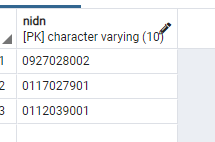 nidn
[PK] character varying (10)
1 0927028002
2 0117027901
3 0112039001